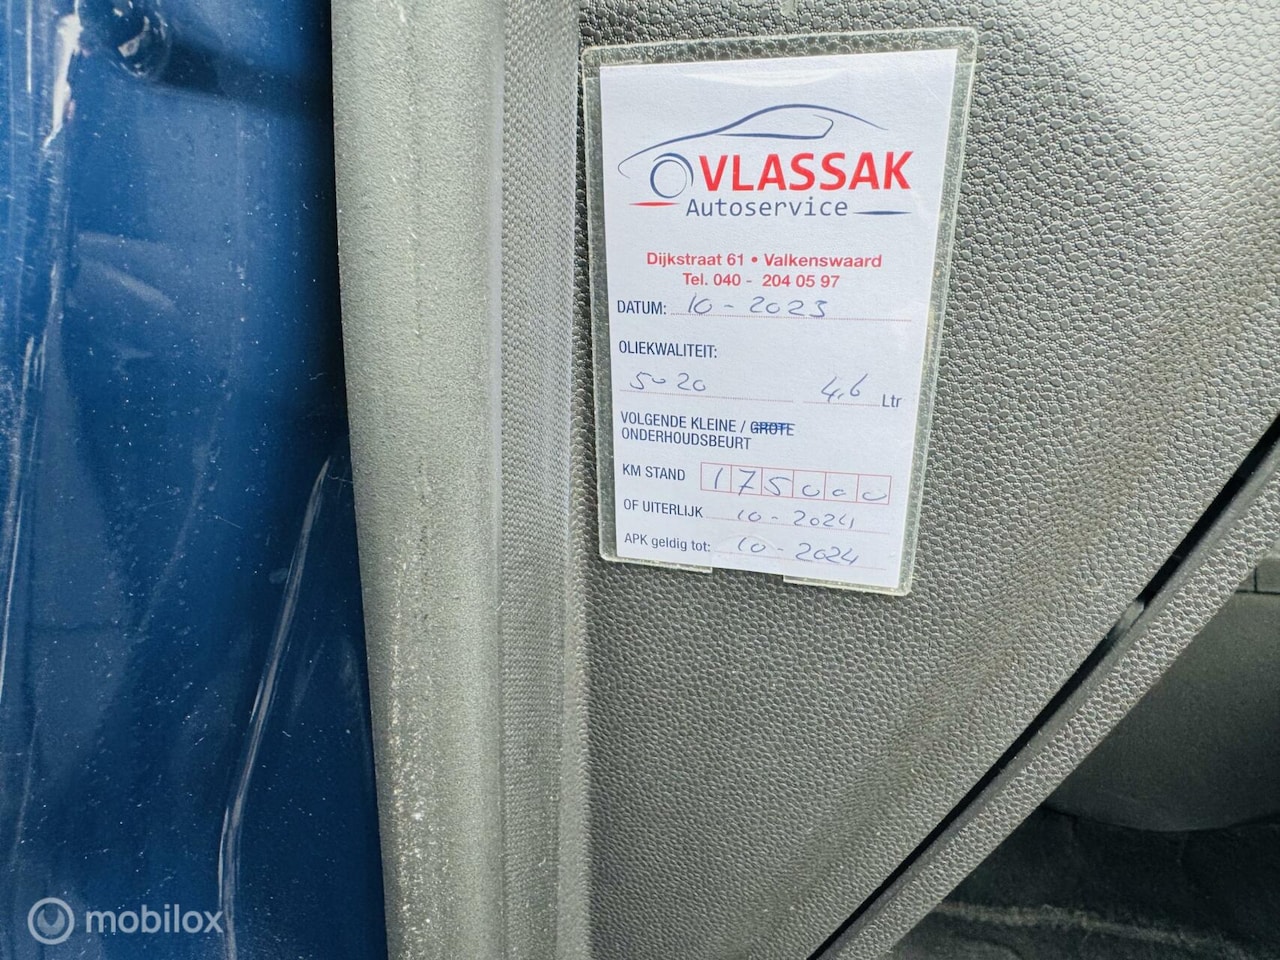 VLASSAK
Autoservice
Dijkstraat 61 • Valkenswaard
Tel. 040 - 204 05 97
DATUM: 10 - 2023
OLIEKWALITEIT:
5W20 4,6 Ltr
VOLGENDE KLEINE / GROTE
ONDERHOUDSBEURT
KM STAND 175000
OF UITERLIJK 10 - 2024
APK geldig tot: 10 - 2024
mobilox